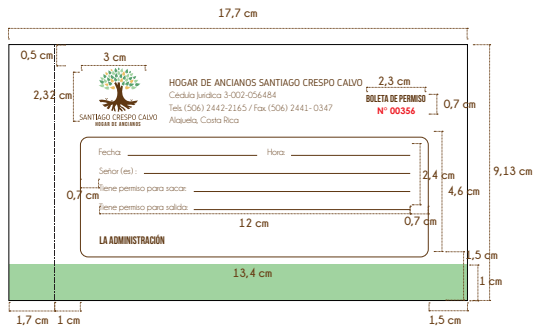 17,7 cm
0,5 cm
3 cm
2,32 cm
SANTIAGO CRESPO CALVO
HOGAR DE ANCIANOS
HOGAR DE ANCIANOS SANTIAGO CRESPO CALVO
Cédula Jurídica 3-002-056484
Tels.(506) 2442-2165 / Fax.(506) 2441-0347
Alajuela, Costa Rica
2,3 cm
BOLETA DE PERMISO
N° 00356
0,7 cm
Fecha: Hora:
Señor(es):
Tiene permiso para sacar:
Tiene permiso para salida:
0,7 cm
12 cm
0,7 cm
2,4 cm
4,6 cm
9,13 cm
LA ADMINISTRACIÓN
13,4 cm
1,5 cm
1 cm
1,7 cm
1 cm
1,5 cm